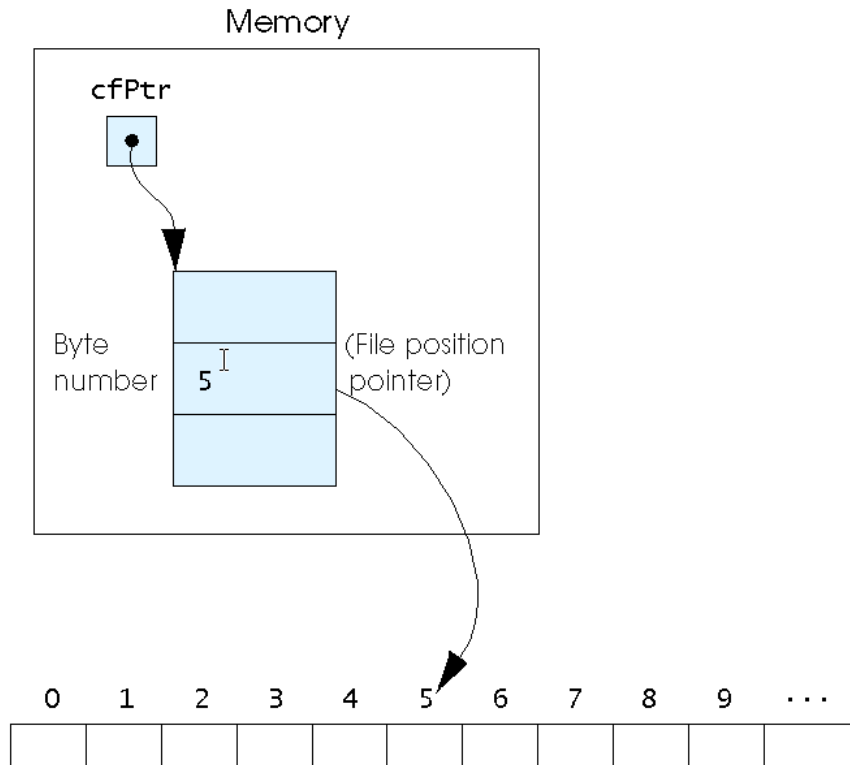 Memory
cfPtr
Byte
number
5
(File position
pointer)
0 1 2 3 4 5 6 7 8 9 ...